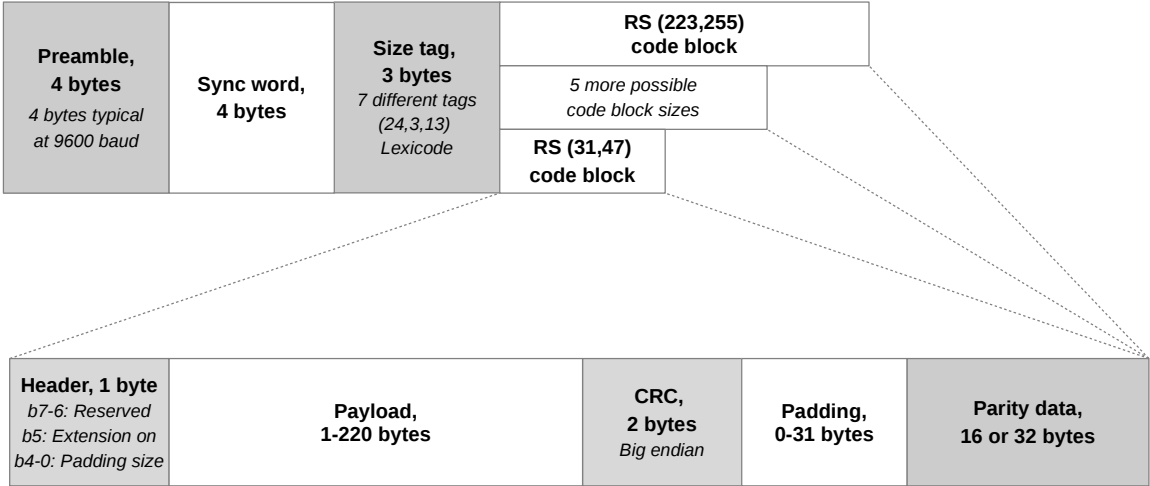 Preamble,
4 bytes
4 bytes typical
at 9600 baud
Sync word,
4 bytes
Size tag,
3 bytes
7 different tags
(24,3,13)
Lexicode
RS (223,255)
code block
5 more possible
code block sizes
RS (31,47)
code block
Header, 1 byte
b7-6: Reserved
b5: Extension on
b4-0: Padding size
Payload,
1-220 bytes
CRC,
2 bytes
Big endian
Padding,
0-31 bytes
Parity data,
16 or 32 bytes